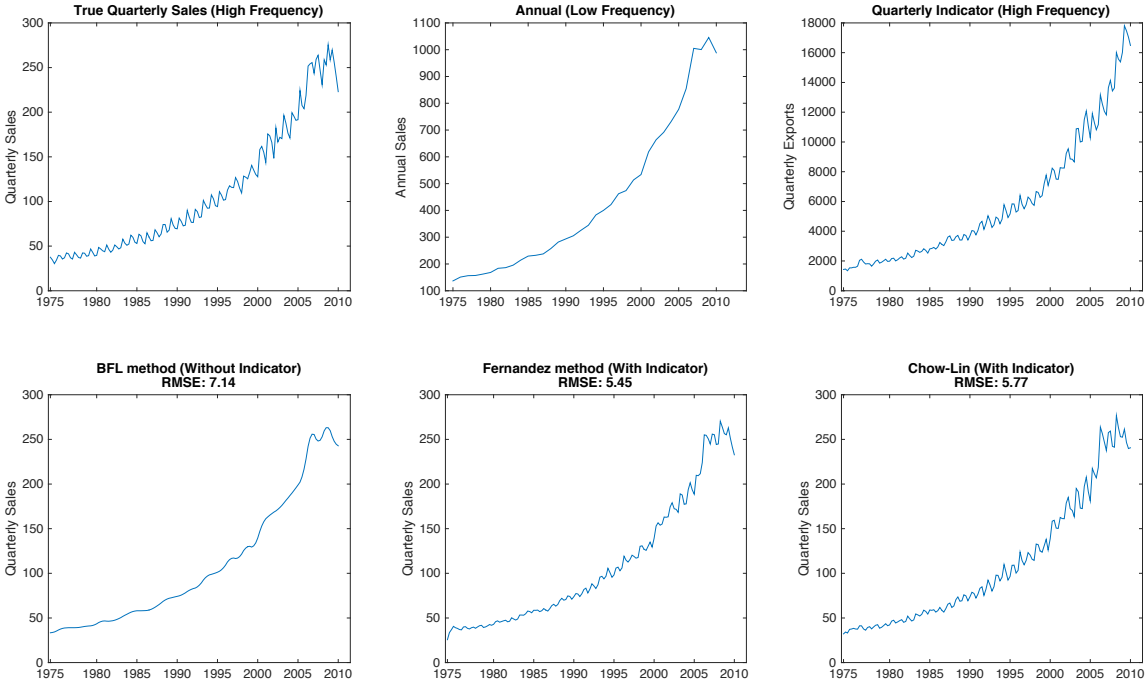 True Quarterly Sales (High Frequency)
300
250
200
150
100
50
0
Quarterly Sales
1975 1980 1985 1990 1995 2000 2005 2010
Annual (Low Frequency)
1100
1000
900
800
700
600
500
400
300
200
100
Annual Sales
1975 1980 1985 1990 1995 2000 2005 2010
Quarterly Indicator (High Frequency)
18000
16000
14000
12000
10000
8000
6000
4000
2000
0
Quarterly Exports
1975 1980 1985 1990 1995 2000 2005 2010
BFL method (Without Indicator)
RMSE: 7.14
300
250
200
150
100
50
0
Quarterly Sales
1975 1980 1985 1990 1995 2000 2005 2010
Fernandez method (With Indicator)
RMSE: 5.45
300
250
200
150
100
50
0
Quarterly Sales
1975 1980 1985 1990 1995 2000 2005 2010
Chow-Lin (With Indicator)
RMSE: 5.77
300
250
200
150
100
50
0
Quarterly Sales
1975 1980 1985 1990 1995 2000 2005 2010